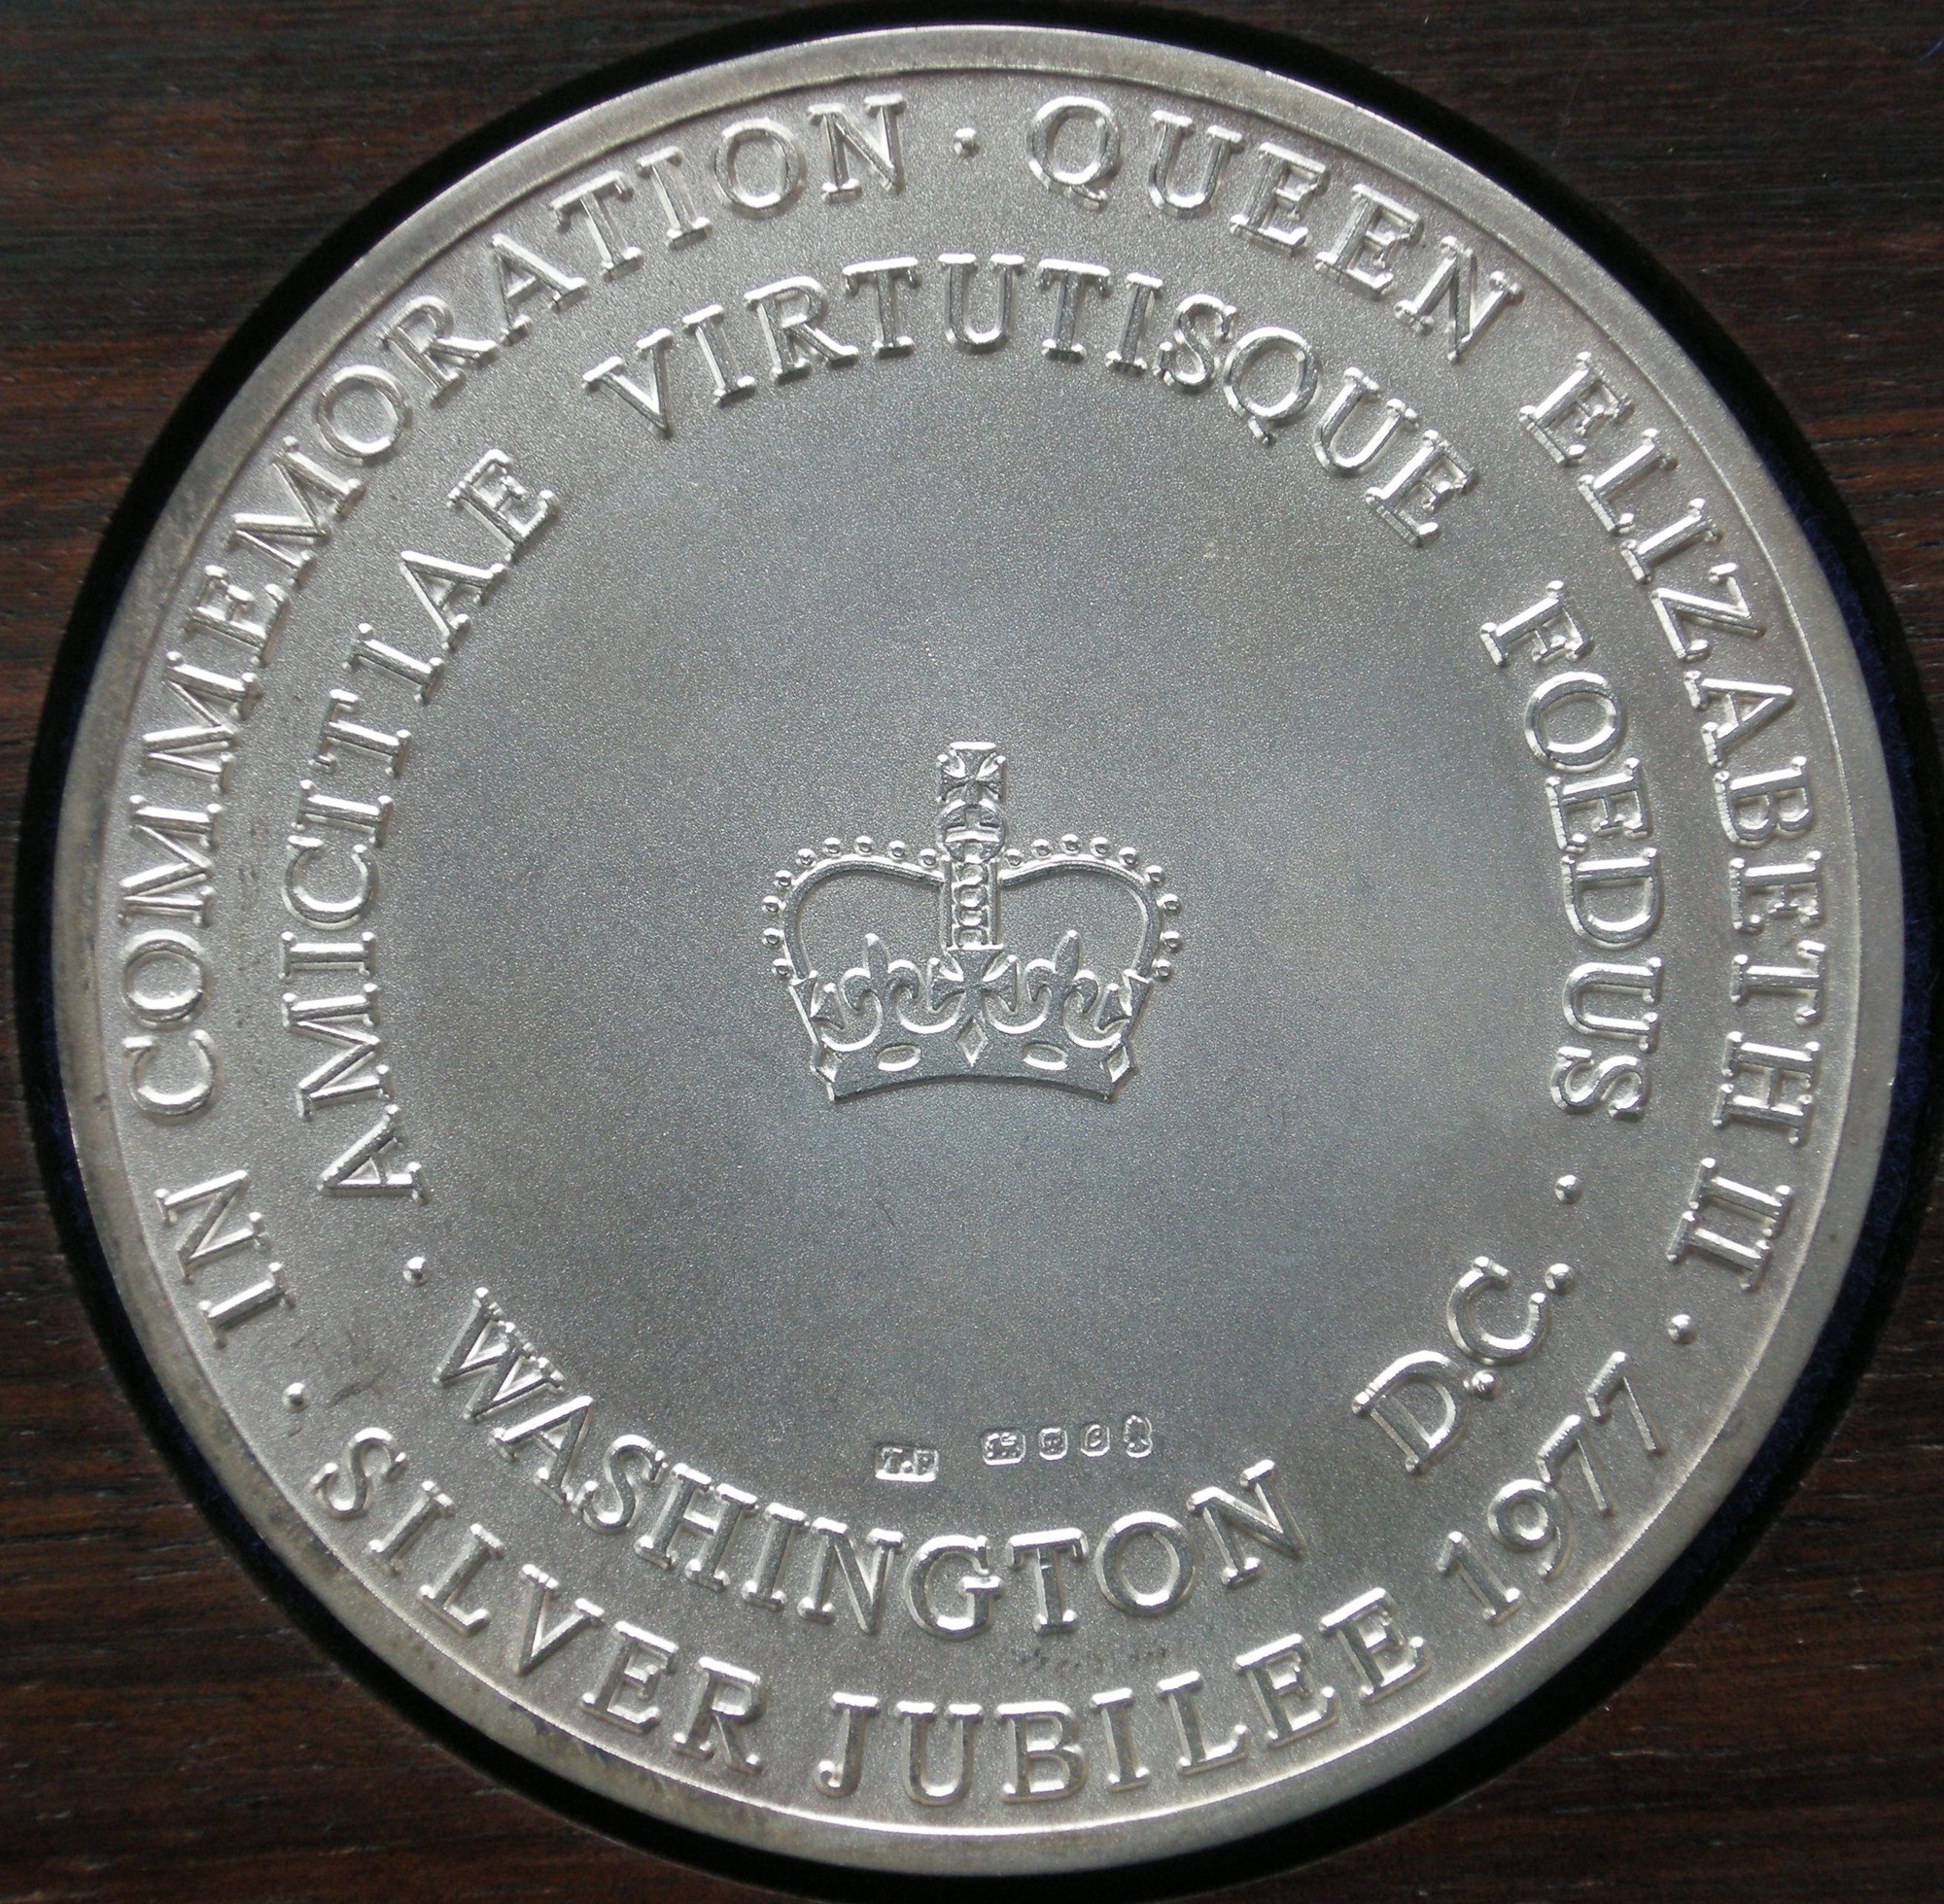 IN COMMEMORATION · QUEEN ELIZABETH II ·
SILVER JUBILEE 1977 ·
AMICITIAE VIRTUTISQUE FOEDUS ·
WASHINGTON D.C. ·
T.P